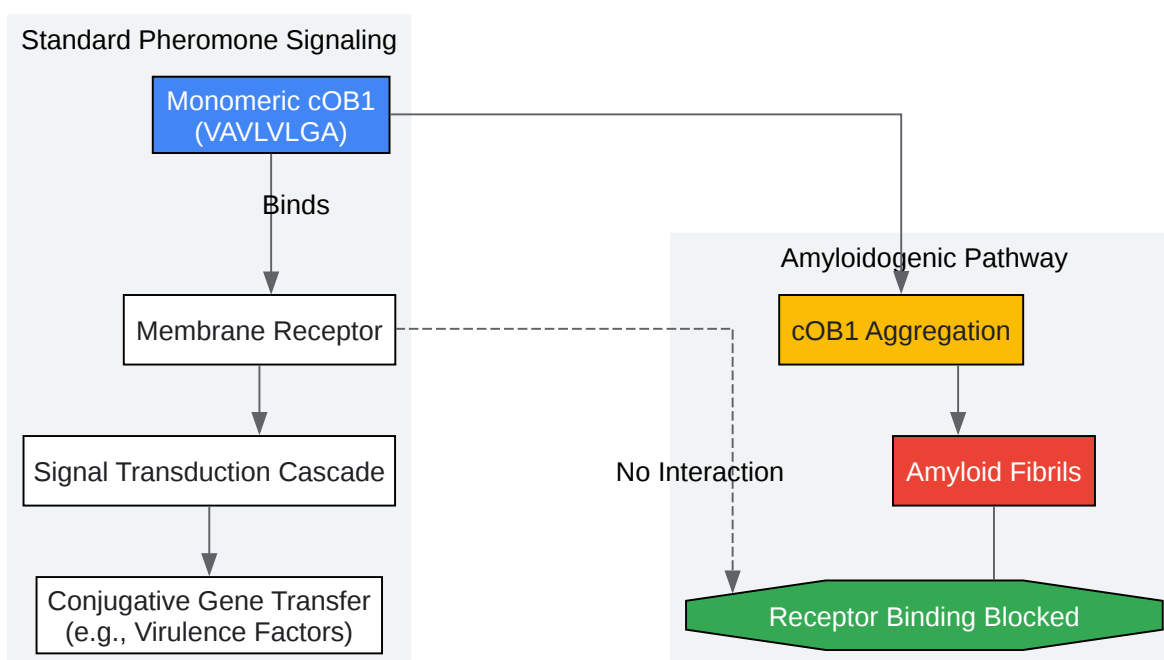 Standard Pheromone Signaling
Monomeric cOB1
(VAVLVLGA)
Binds
Membrane Receptor
Signal Transduction Cascade
Conjugative Gene Transfer
(e.g., Virulence Factors)
No Interaction
Amyloidogenic Pathway
cOB1 Aggregation
Amyloid Fibrils
Receptor Binding Blocked